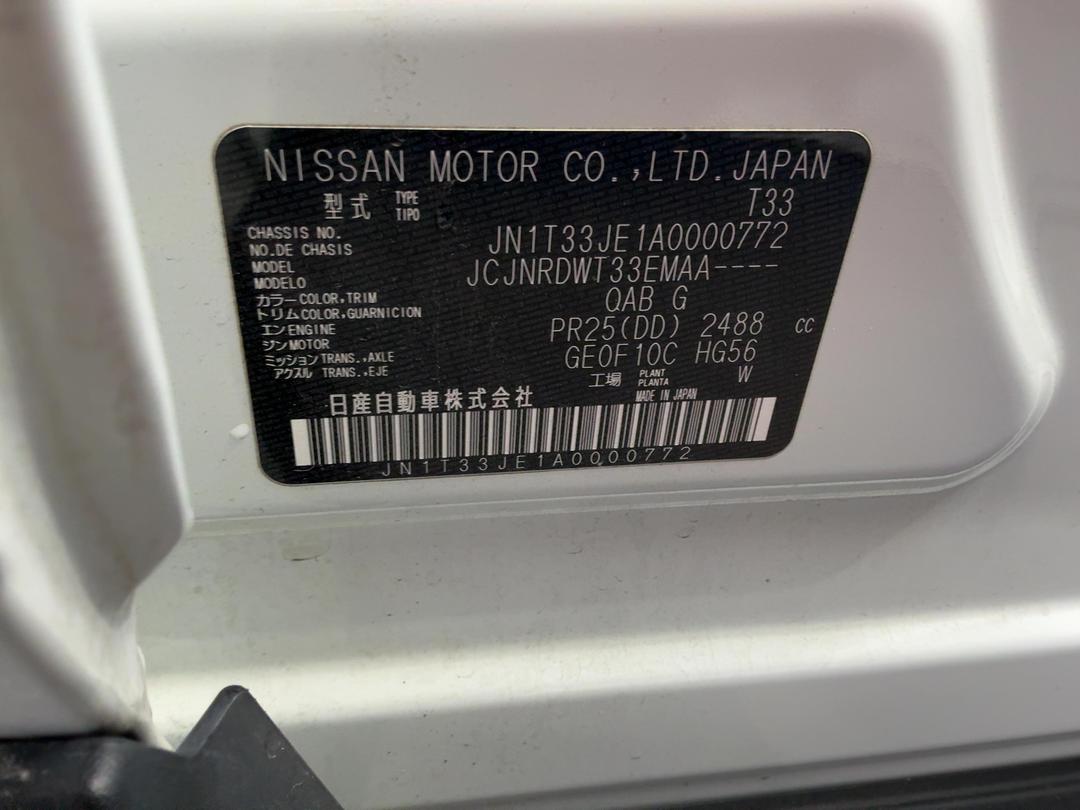 NISSAN MOTOR CO.,LTD.JAPAN
型式 TYPE TIPO T33
CHASSIS NO.
NO.DE CHASIS JN1T33JE1A0000772
MODEL
MODELO JCJNRDWT33EMAA----
カラー COLOR,TRIM
トリム COLOR,GUARNICION QAB G
エン ENGINE
ジン MOTOR PR25(DD) 2488 cc
ミッション TRANS.,AXLE
アクスル TRANS.,EJE GE0F10C HG56
工場 PLANT PLANTA W
日産自動車株式会社 MADE IN JAPAN
JN1T33JE1A0000772